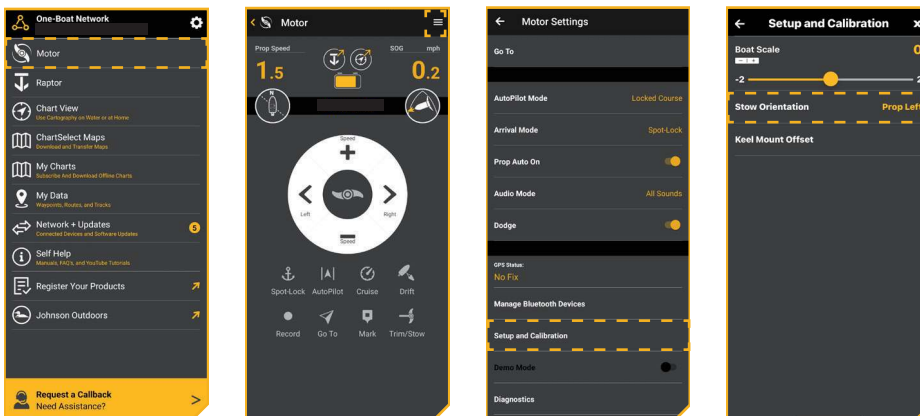 One-Boat Network
Motor
Raptor
Chart View
Use Cartography on Water or at Home
ChartSelect Maps
Download and Transfer Maps
My Charts
Subscribe And Download Offline Charts
My Data
Waypoints, Routes, and Tracks
Network + Updates
Connected Devices and Software Updates
5
Self Help
Manuals, FAQ's, and YouTube Tutorials
Register Your Products
Johnson Outdoors
Request a Callback
Need Assistance?
>
< Motor
Prop Speed
SOG mph
1.5
0.2
N
Speed
+
< >
Left Right
Speed
Spot-Lock AutoPilot Cruise Drift
Record Go To Mark Trim/Stow
Motor Settings
Go To
AutoPilot Mode Locked Course
Arrival Mode Spot-Lock
Prop Auto On
Audio Mode All Sounds
Dodge
GPS Status:
No Fix
Manage Bluetooth Devices
Setup and Calibration
Demo Mode
Diagnostics
Setup and Calibration x
Boat Scale 0
- +
-2 2
Stow Orientation Prop Left
Keel Mount Offset